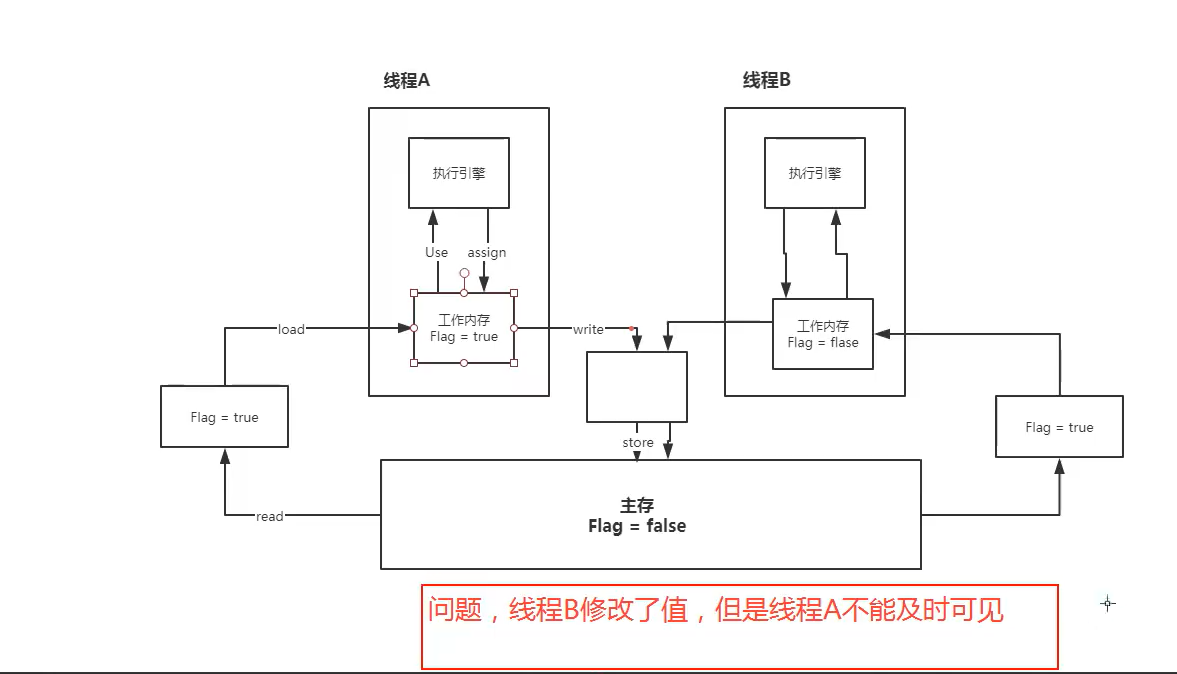 线程A
线程B
执行引擎
执行引擎
Use
assign
工作内存
Flag = true
工作内存
Flag = flase
load
write
Flag = true
Flag = true
store
read
主存
Flag = false
问题，线程B修改了值，但是线程A不能及时可见